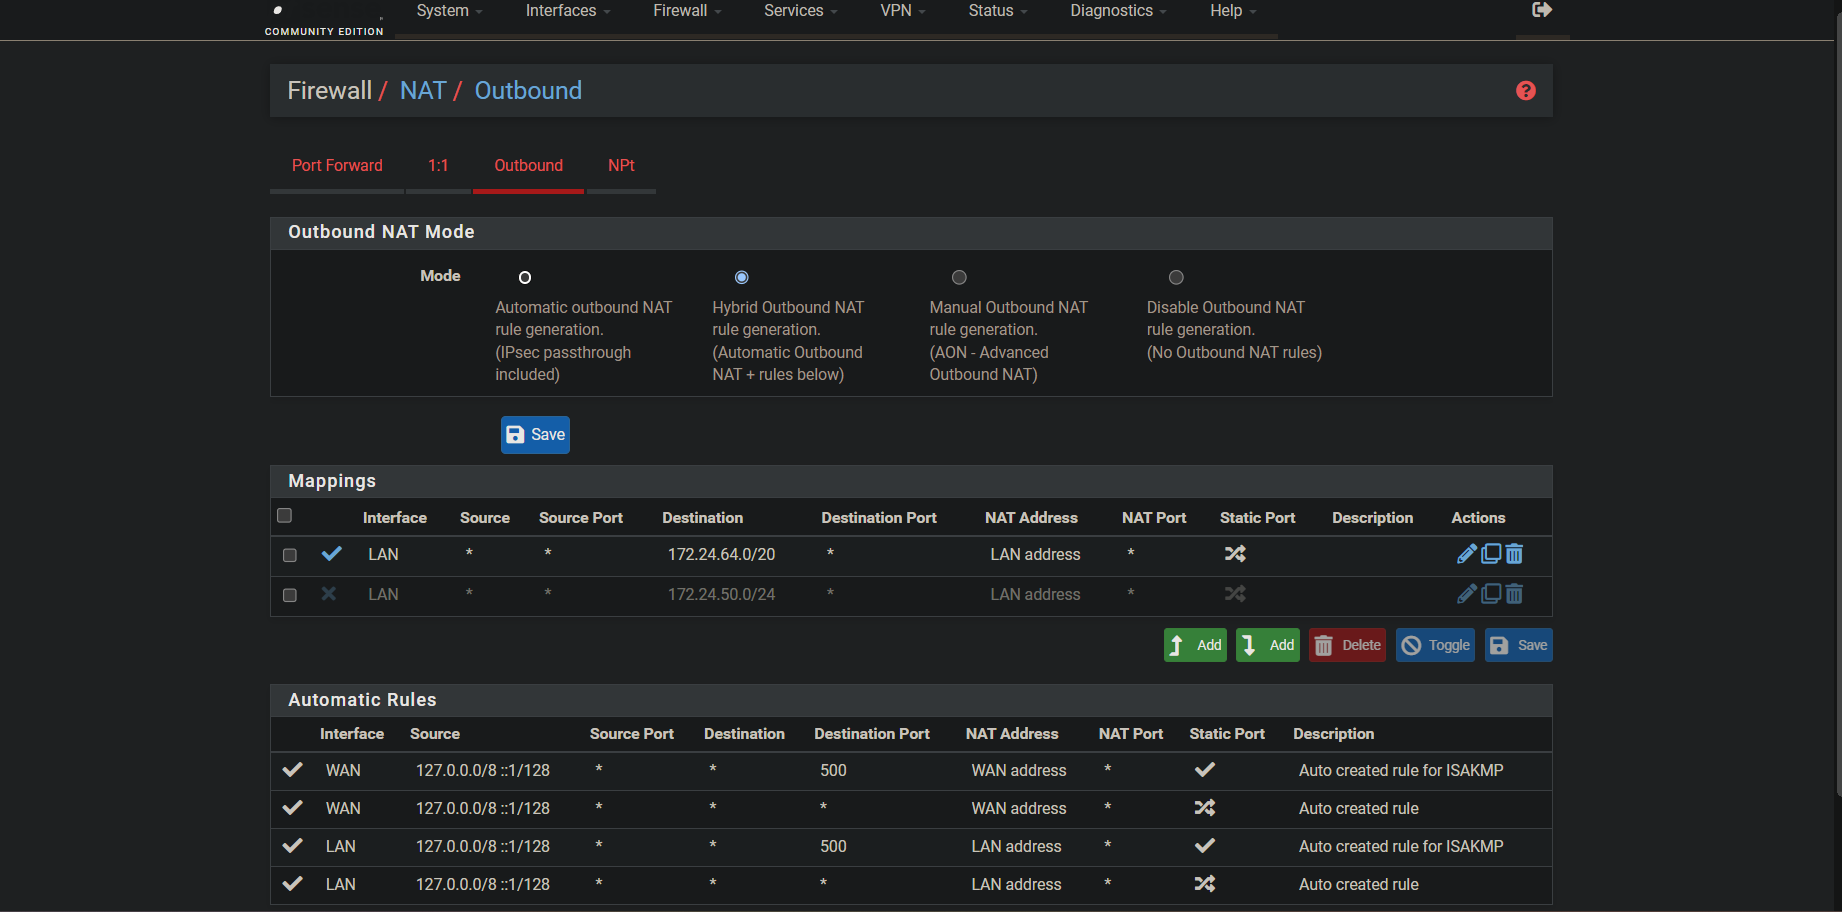 System Interfaces Firewall Services VPN Status Diagnostics Help
COMMUNITY EDITION
Firewall / NAT / Outbound
Port Forward 1:1 Outbound NPt
Outbound NAT Mode
Mode
Automatic outbound NAT
rule generation.
(IPsec passthrough
included)
Hybrid Outbound NAT
rule generation.
(Automatic Outbound
NAT + rules below)
Manual Outbound NAT
rule generation.
(AON - Advanced
Outbound NAT)
Disable Outbound NAT
rule generation.
(No Outbound NAT rules)
Save
Mappings
Interface Source Source Port Destination Destination Port NAT Address NAT Port Static Port Description Actions
LAN * * 172.24.64.0/20 * LAN address *
LAN * * 172.24.50.0/24 * LAN address *
Add Add Delete Toggle Save
Automatic Rules
Interface Source Source Port Destination Destination Port NAT Address NAT Port Static Port Description
WAN 127.0.0.0/8 ::1/128 * * 500 WAN address * Auto created rule for ISAKMP
WAN 127.0.0.0/8 ::1/128 * * * WAN address * Auto created rule
LAN 127.0.0.0/8 ::1/128 * * 500 LAN address * Auto created rule for ISAKMP
LAN 127.0.0.0/8 ::1/128 * * * LAN address * Auto created rule